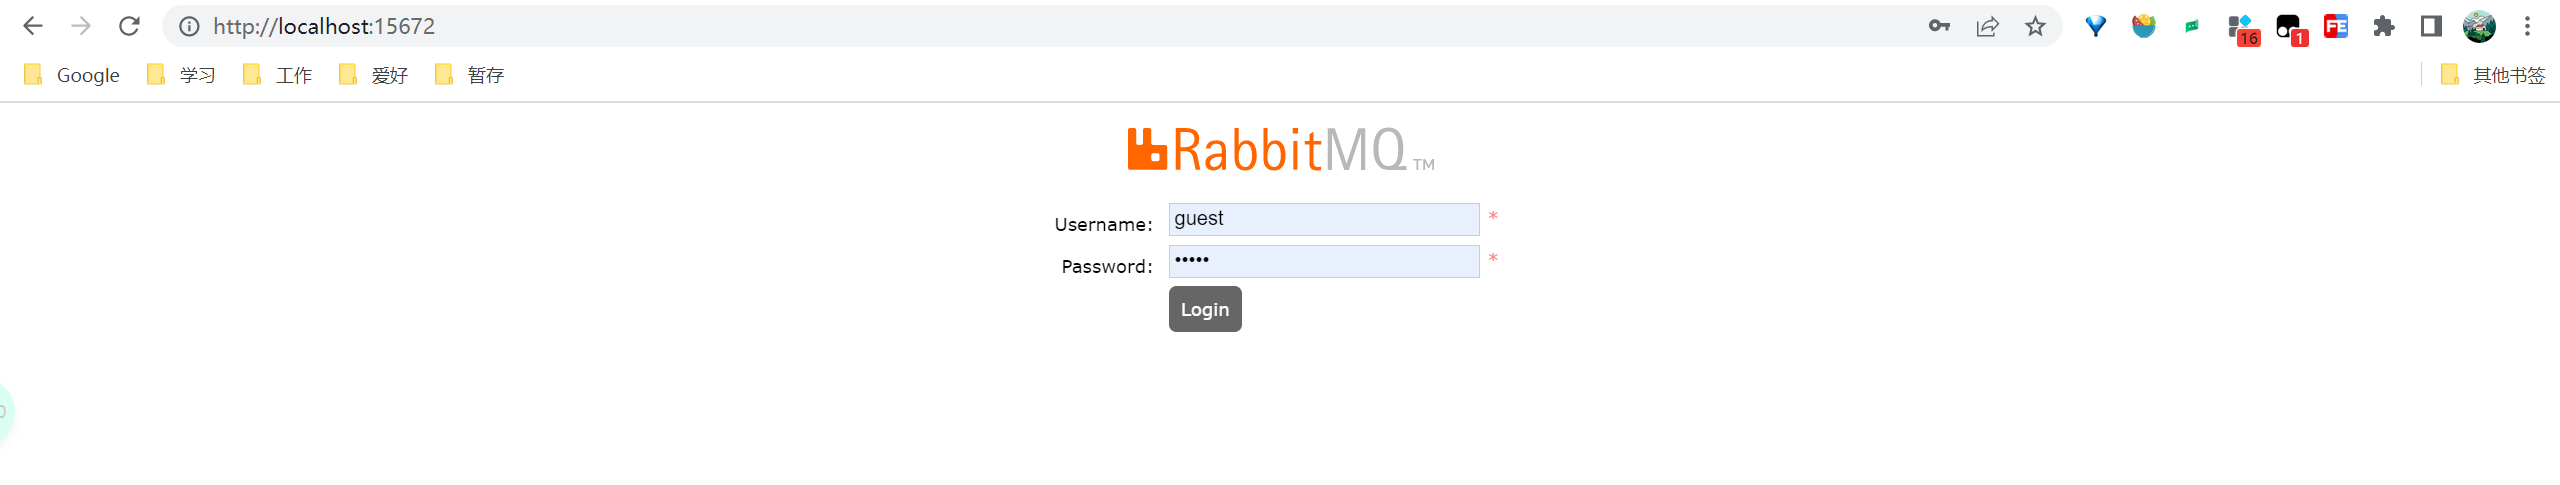 http://localhost:15672
16
1
FE
Google 学习 工作 爱好 暂存 其他书签
RabbitMQ TM
Username: guest *
Password: ••••• *
Login
0